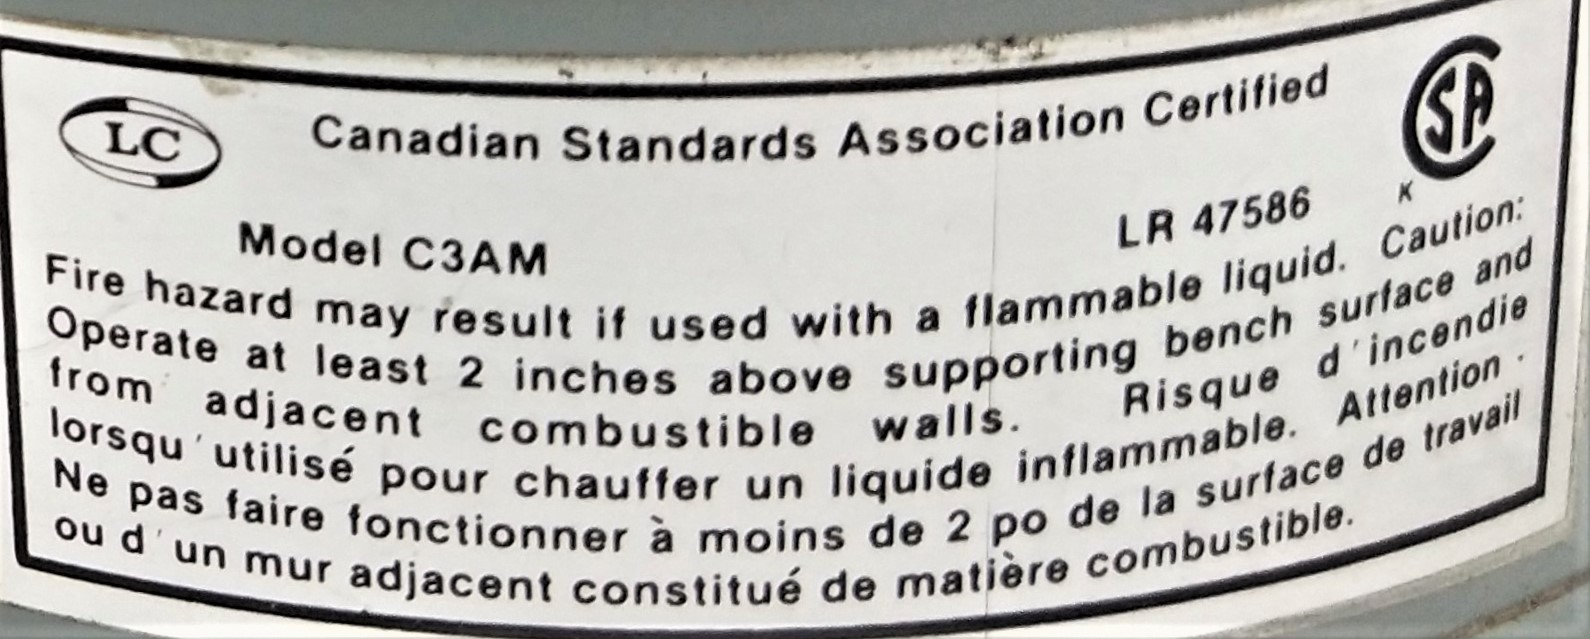 LC
Canadian Standards Association Certified
CSA
Model C3AM
LR 47586
K
Fire hazard may result if used with a flammable liquid. Caution:
Operate at least 2 inches above supporting bench surface and
from adjacent combustible walls. Risque d'incendie
lorsqu'utilisé pour chauffer un liquide inflammable. Attention .
Ne pas faire fonctionner à moins de 2 po de la surface de travail
ou d'un mur adjacent constitué de matière combustible.